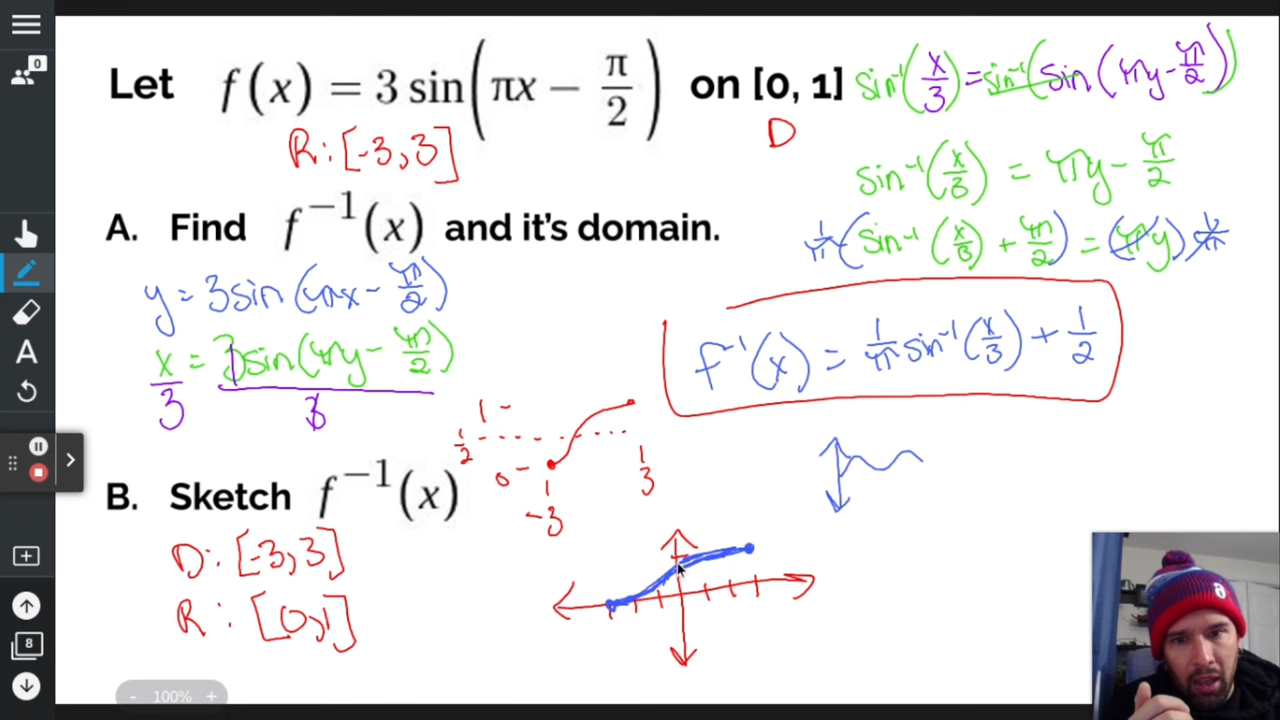 Let f(x) = 3 sin(πx − π/2) on [0, 1]
R: [-3, 3]
D
A. Find f⁻¹(x) and it's domain.
y = 3sin(πx − π/2)
x/3 = 3sin(πy − π/2)/3
sin⁻¹(x/3) = sin⁻¹(sin(πy − π/2))
sin⁻¹(x/3) = πy − π/2
1/π(sin⁻¹(x/3) + π/2) = (πy) 1/π
f⁻¹(x) = 1/π sin⁻¹(x/3) + 1/2
B. Sketch f⁻¹(x)
D: [-3, 3]
R: [0, 1]
1
1/2
0
-3
3
0
A
8
- 100% +